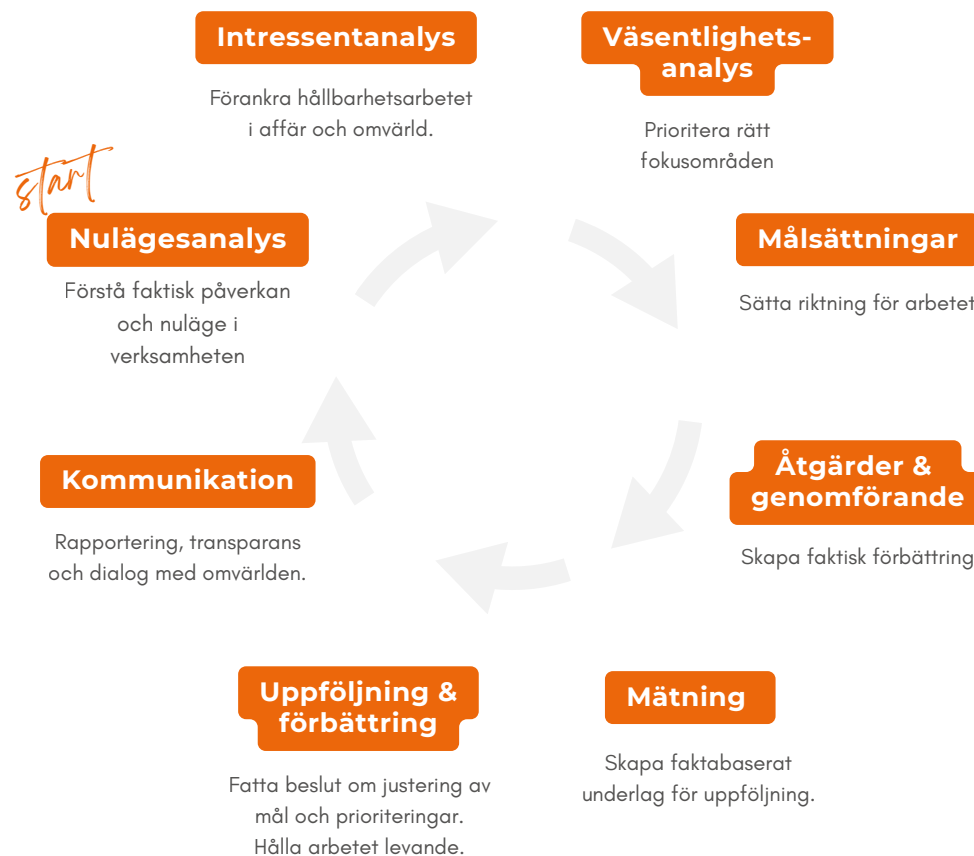 Intressentanalys
Förankra hållbarhetsarbetet
i affär och omvärld.
Väsentlighets-
analys
Prioritera rätt
fokusområden
start
Nulägesanalys
Förstå faktisk påverkan
och nuläge i
verksamheten
Målsättningar
Sätta riktning för arbetet
Åtgärder &
genomförande
Skapa faktisk förbättring
Kommunikation
Rapportering, transparans
och dialog med omvärlden.
Uppföljning &
förbättring
Fatta beslut om justering av
mål och prioriteringar.
Hålla arbetet levande.
Mätning
Skapa faktabaserat
underlag för uppföljning.